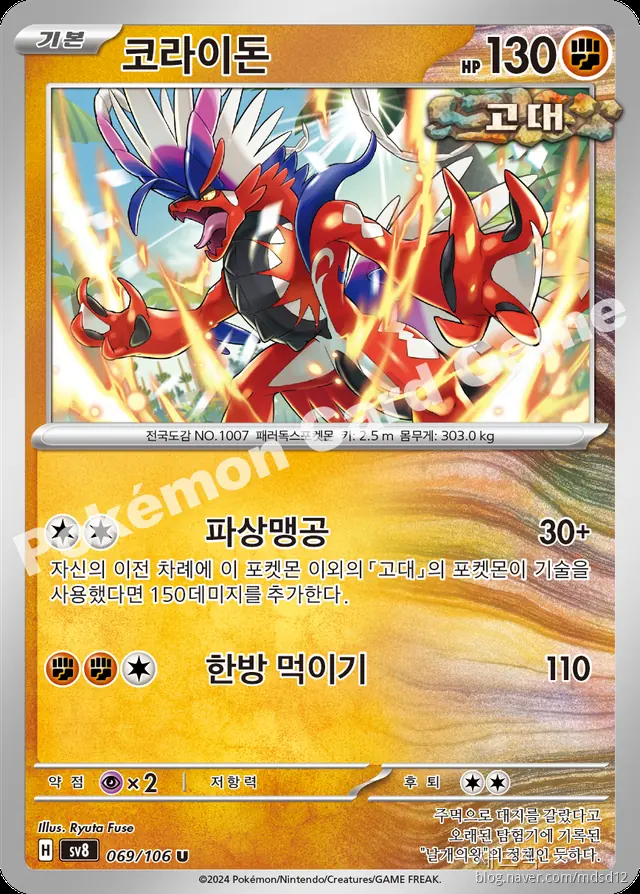 기본
코라이돈
HP 130
고대
전국도감 NO.1007 패러독스포켓몬 키: 2.5 m 몸무게: 303.0 kg
Pokémon Card Game
파상맹공 30+
자신의 이전 차례에 이 포켓몬 이외의 「고대」의 포켓몬이 기술을
사용했다면 150데미지를 추가한다.
한방 먹이기 110
약점 ×2 저항력 후퇴
Illus. Ryuta Fuse
주먹으로 대지를 갈랐다고
오래된 탐험기에 기록된
"날개의왕"의 정체인 듯하다.
H sv8 069/106 U
©2024 Pokémon/Nintendo/Creatures/GAME FREAK.
blog.naver.com/mdsd12